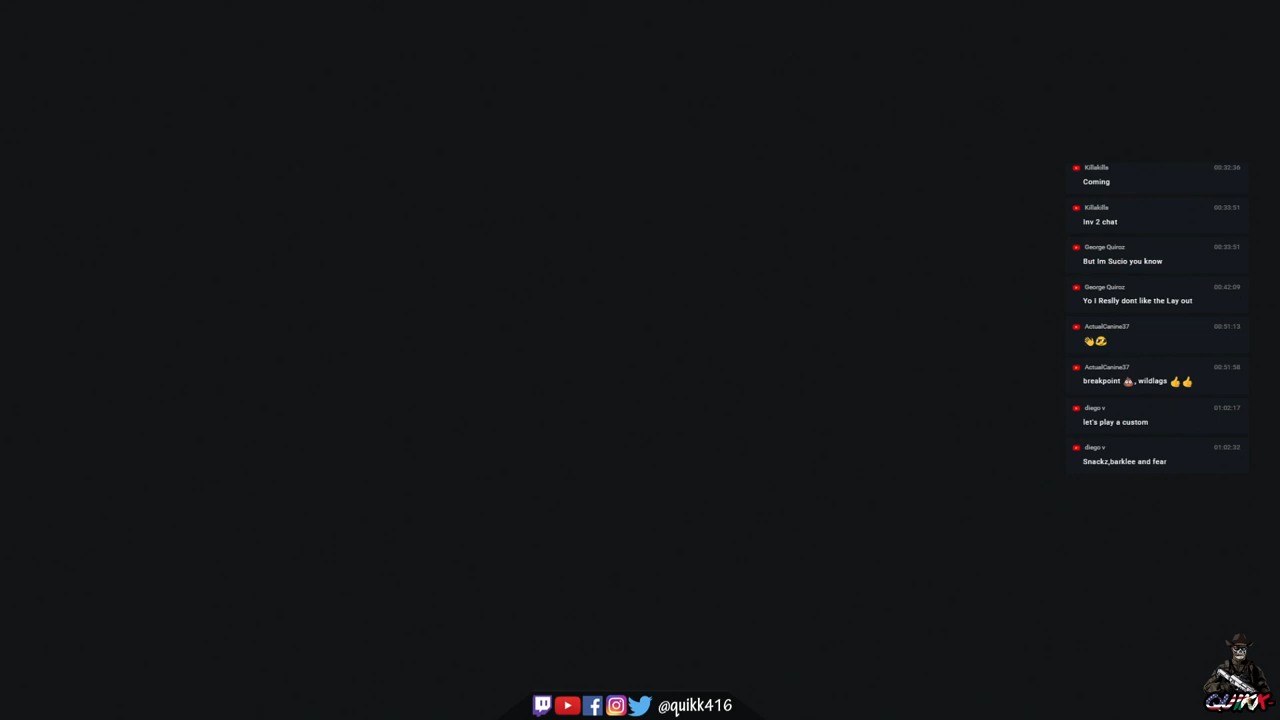 Killakills 00:32:36
Coming
Killakills 00:33:51
Inv 2 chat
George Quiroz 00:33:51
But Im Sucio you know
George Quiroz 00:42:09
Yo I Reslly dont like the Lay out
ActualCanine37 00:51:13
👏🤣
ActualCanine37 00:51:58
breakpoint 💩, wildlags 👍👍
diego v 01:02:17
let's play a custom
diego v 01:02:32
Snackz,barklee and fear
@quikk416
QUIKK